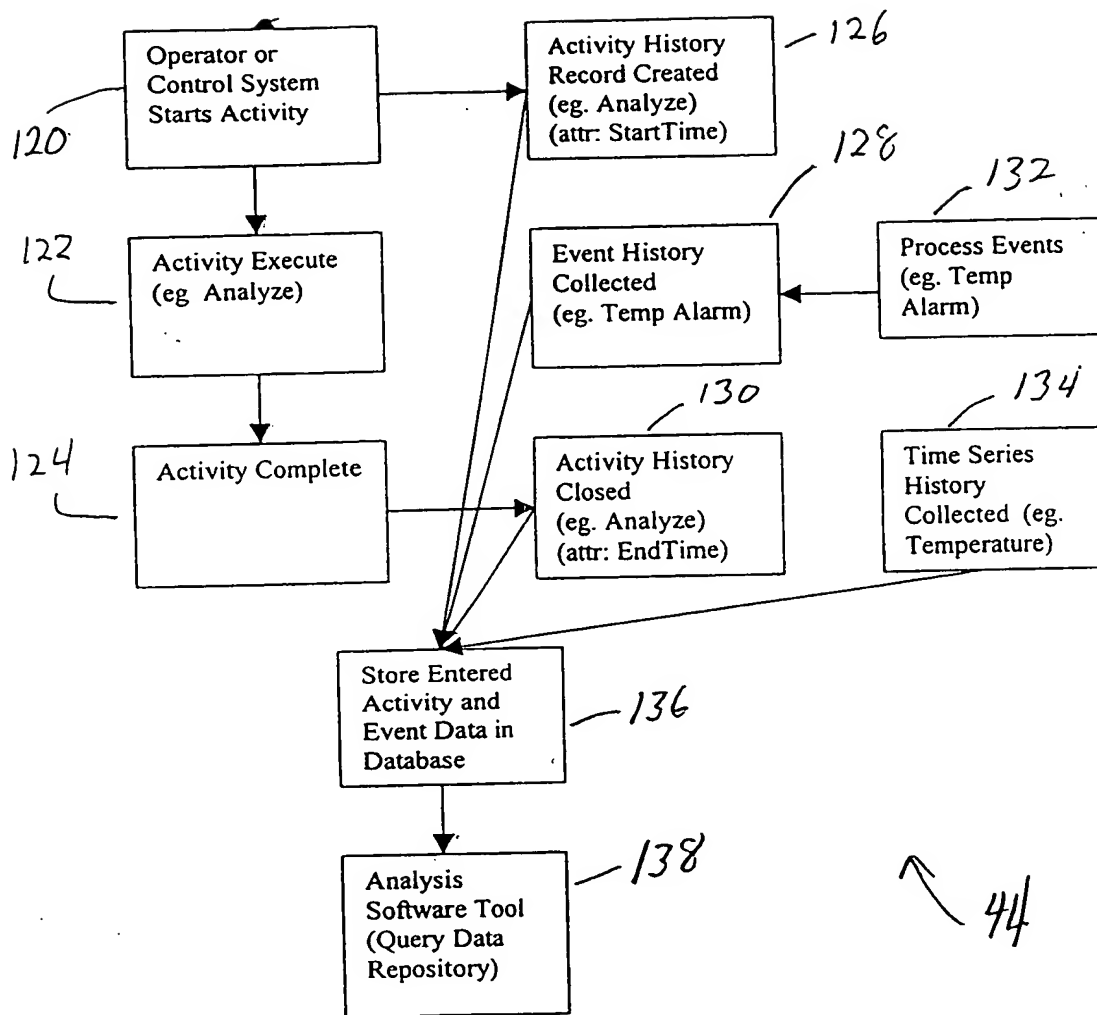 Operator or
Control System
Starts Activity
120
Activity History
Record Created
(eg. Analyze)
(attr: StartTime)
126
Activity Execute
(eg Analyze)
122
Event History
Collected
(eg. Temp Alarm)
128
Process Events
(eg. Temp
Alarm)
132
Activity Complete
124
Activity History
Closed
(eg. Analyze)
(attr: EndTime)
130
Time Series
History
Collected (eg.
Temperature)
134
Store Entered
Activity and
Event Data in
Database
136
Analysis
Software Tool
(Query Data
Repository)
138
44